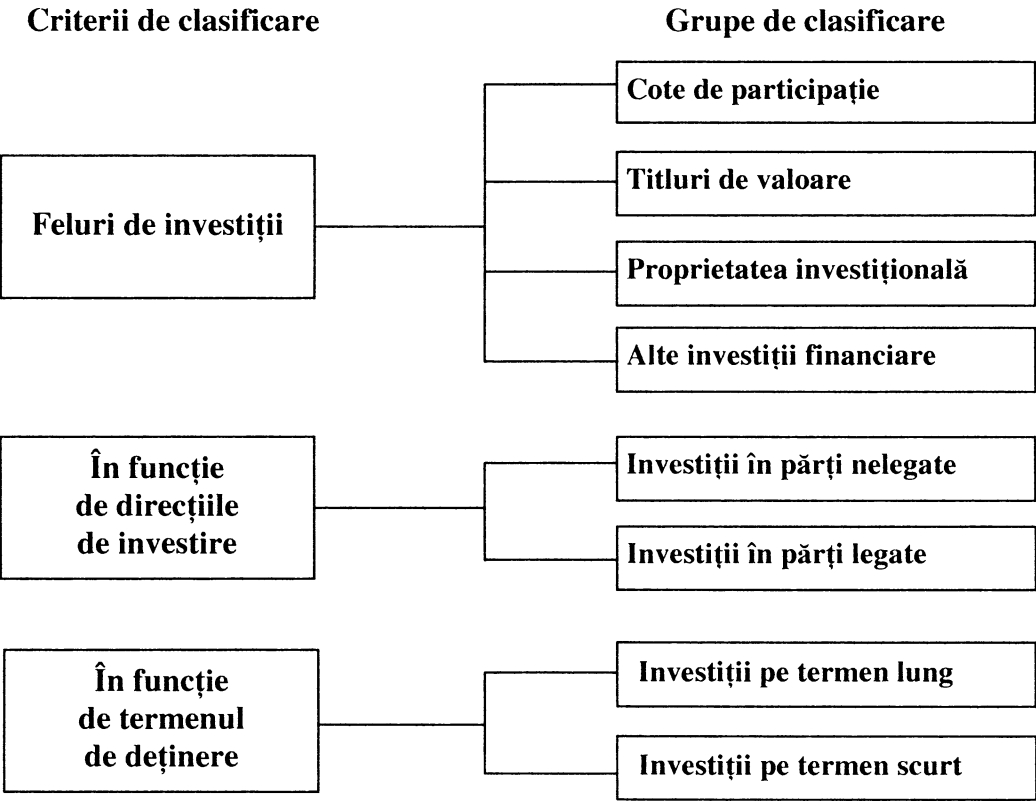 Criterii de clasificare
Grupe de clasificare
Feluri de investiții
Cote de participație
Titluri de valoare
Proprietatea investițională
Alte investiții financiare
În funcție
de direcțiile
de investire
Investiții în părți nelegate
Investiții în părți legate
În funcție
de termenul
de deținere
Investiții pe termen lung
Investiții pe termen scurt